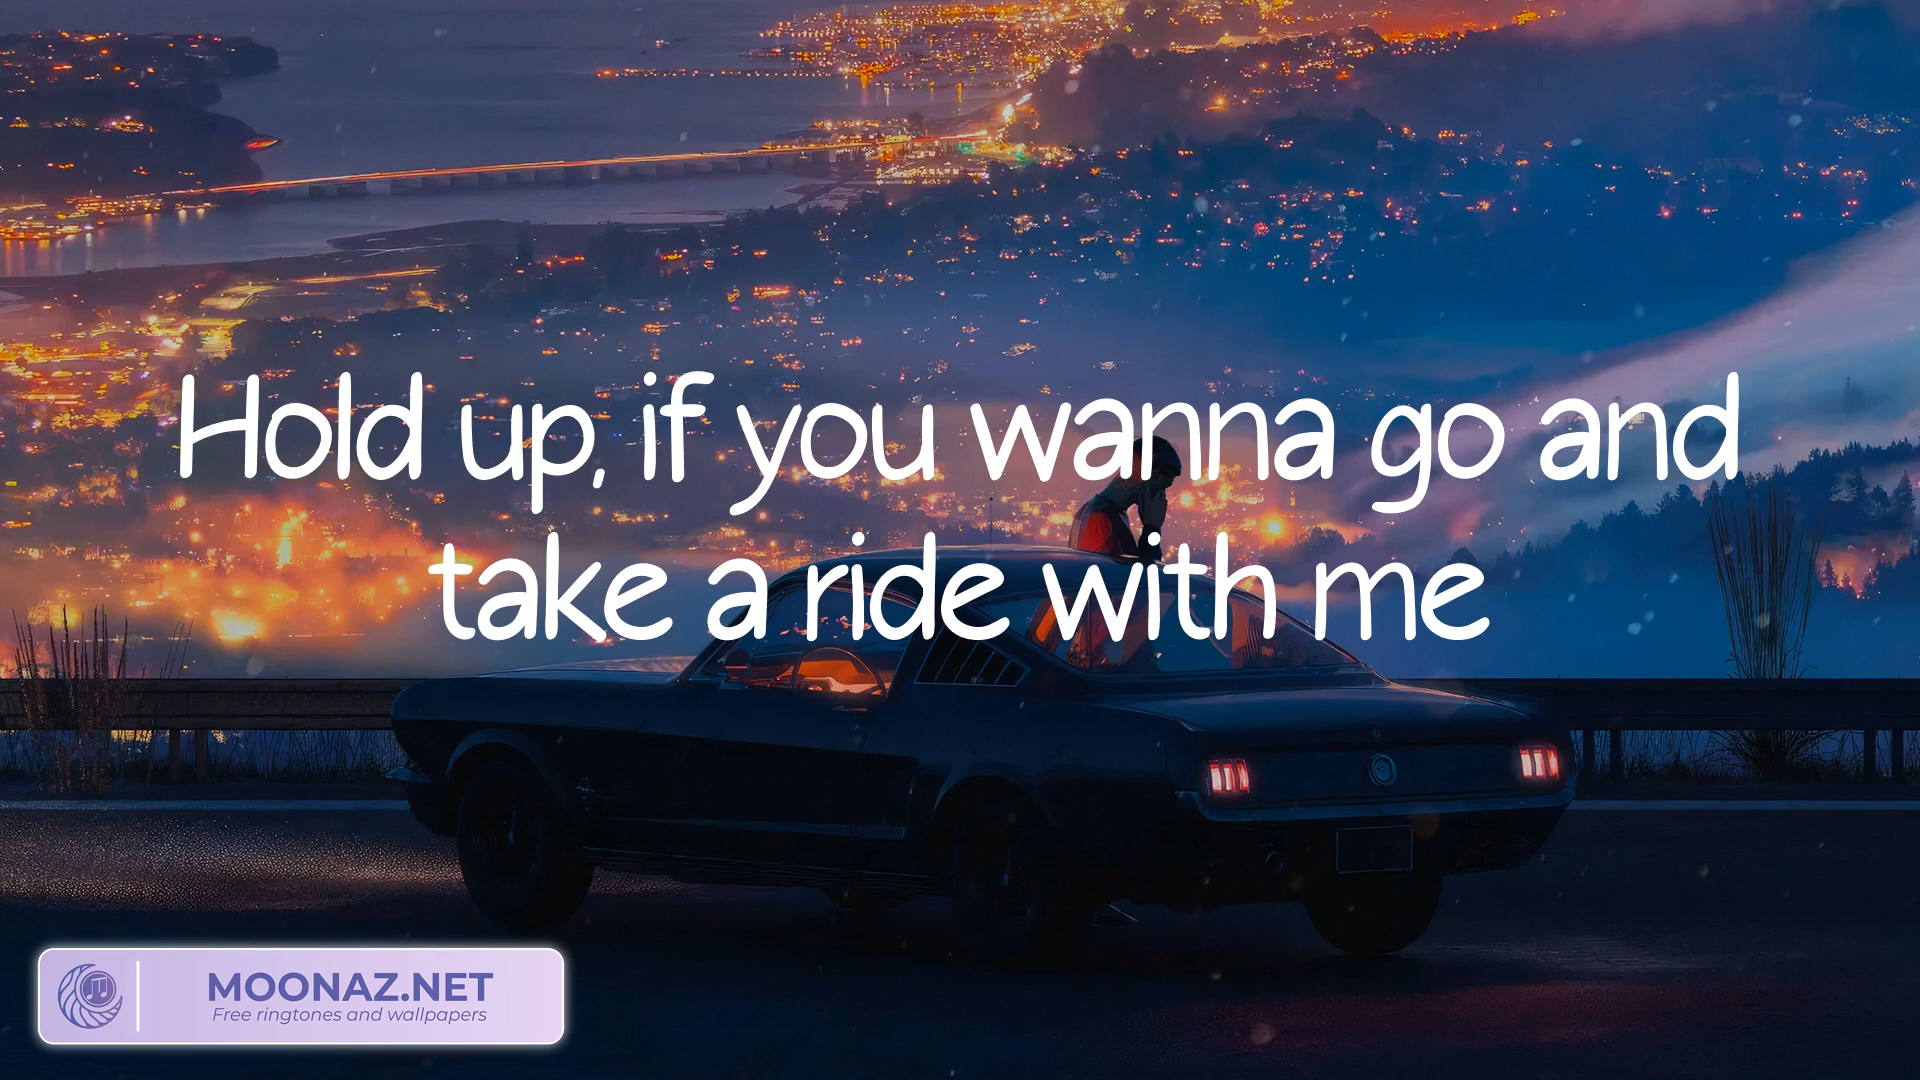 Hold up, if you wanna go and
take a ride with me
MOONAZ.NET
Free ringtones and wallpapers